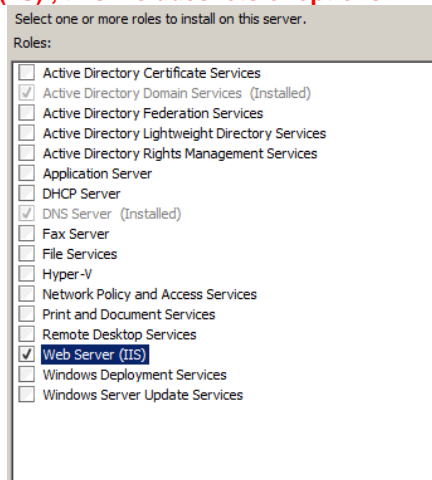 Select one or more roles to install on this server.
Roles:
Active Directory Certificate Services
Active Directory Domain Services (Installed)
Active Directory Federation Services
Active Directory Lightweight Directory Services
Active Directory Rights Management Services
Application Server
DHCP Server
DNS Server (Installed)
Fax Server
File Services
Hyper-V
Network Policy and Access Services
Print and Document Services
Remote Desktop Services
Web Server (IIS)
Windows Deployment Services
Windows Server Update Services